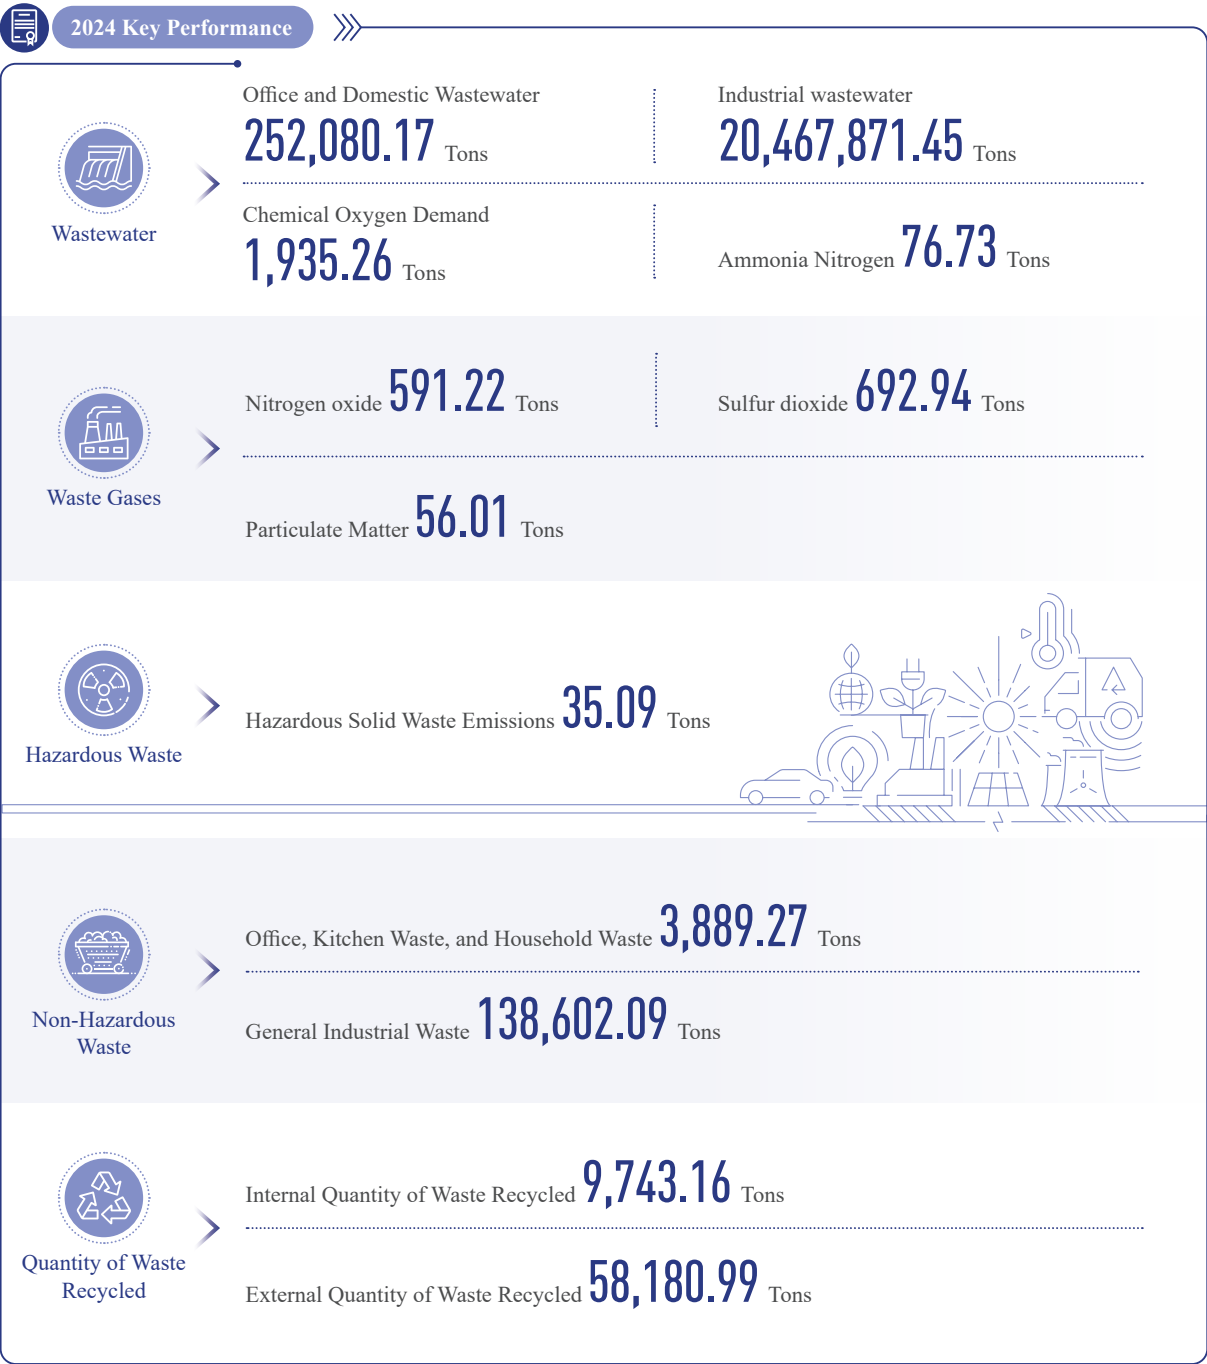 2024 Key Performance
Office and Domestic Wastewater
252,080.17 Tons
Industrial wastewater
20,467,871.45 Tons
Wastewater
Chemical Oxygen Demand
1,935.26 Tons
Ammonia Nitrogen 76.73 Tons
Nitrogen oxide 591.22 Tons
Sulfur dioxide 692.94 Tons
Waste Gases
Particulate Matter 56.01 Tons
Hazardous Solid Waste Emissions 35.09 Tons
Hazardous Waste
Office, Kitchen Waste, and Household Waste 3,889.27 Tons
General Industrial Waste 138,602.09 Tons
Non-Hazardous
Waste
Internal Quantity of Waste Recycled 9,743.16 Tons
Quantity of Waste
Recycled
External Quantity of Waste Recycled 58,180.99 Tons